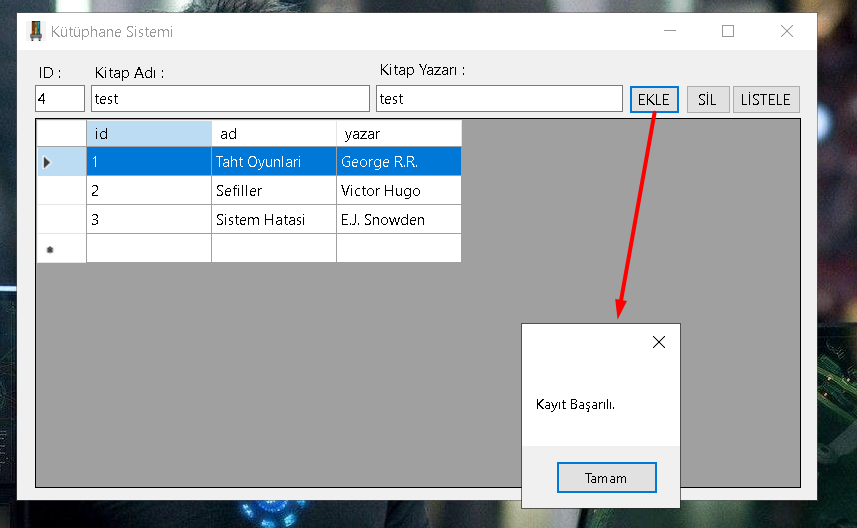 Kütüphane Sistemi
ID : Kitap Adı : Kitap Yazarı :
4 test test EKLE SİL LİSTELE
id ad yazar
1 Taht Oyunlari George R.R.
2 Sefiller Victor Hugo
3 Sistem Hatasi E.J. Snowden
Kayıt Başarılı.
Tamam